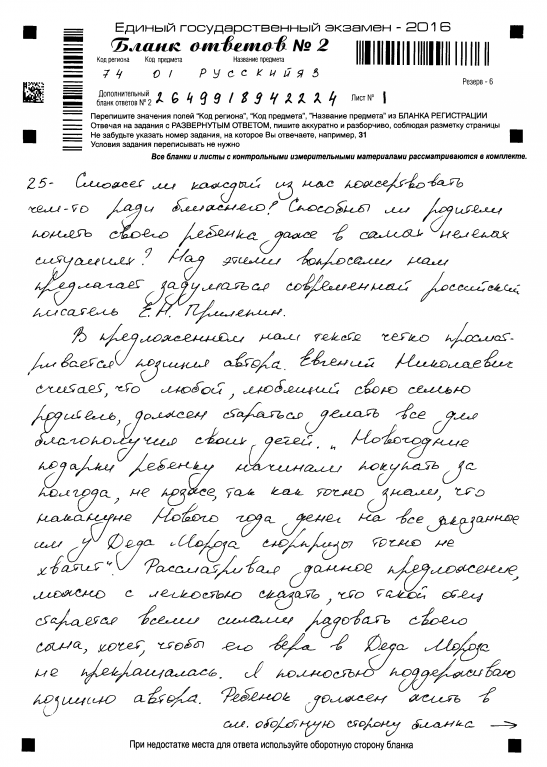 Единый государственный экзамен - 2016
Бланк ответов № 2
Код региона Код предмета Название предмета
74 01 РУССКИЙ ЯЗ
Резерв - 6
Дополнительный бланк ответов № 2 2649918942224 Лист № 1
Перепишите значения полей "Код региона", "Код предмета", "Название предмета" из БЛАНКА РЕГИСТРАЦИИ
Отвечая на задания с РАЗВЕРНУТЫМ ОТВЕТОМ, пишите аккуратно и разборчиво, соблюдая разметку страницы
Не забудьте указать номер задания, на которое Вы отвечаете, например, 31
Условия задания переписывать не нужно
Все бланки и листы с контрольными измерительными материалами рассматриваются в комплекте.
25- Сможет ли каждый из нас пожертвовать
чем-то ради ближнего? Способны ли родители
понять своего ребенка даже в самых нелепых
ситуациях? Над этими вопросами нам
предлагает задуматься современный российский
писатель Е.Н. Прилепин.
В предложенном нам тексте четко просмат-
ривается позиция автора. Евгений Николаевич
считает, что любой, любящий свою семью
родитель, должен стараться делать все для
благополучия своих детей. „Новогодние
подарки ребенку начинали покупать за
полгода, не позже, так как точно знали, что
накануне Нового года денег на все заказанное
им у Деда Мороза сюрпризы точно не
хватит". Рассматривая данное предложение,
можно с легкостью сказать, что такой отец
старается всеми силами радовать своего
сына, хочет, чтобы его вера в Деда Мороза
не прекращалась. Я полностью поддерживаю
позицию автора. Ребенок должен жить в
см. оборотную сторону бланка →
При недостатке места для ответа используйте оборотную сторону бланка